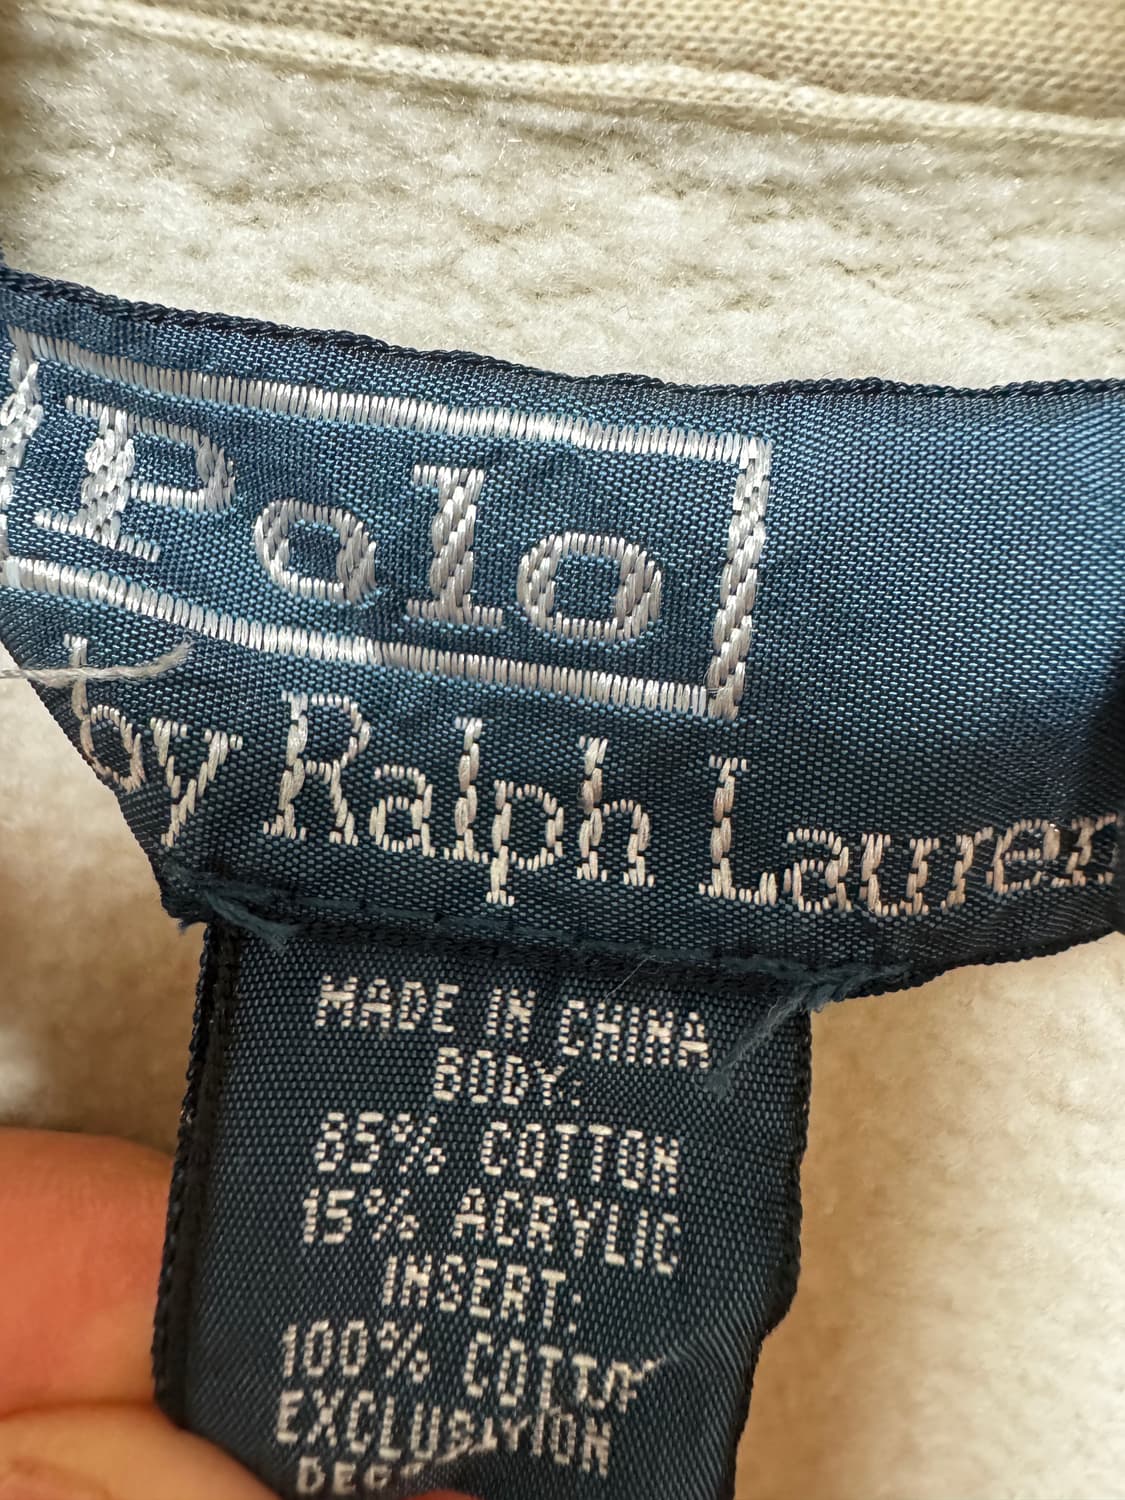 Polo
by Ralph Lauren
MADE IN CHINA
BODY:
85% COTTON
15% ACRYLIC
INSERT:
100% COTTON